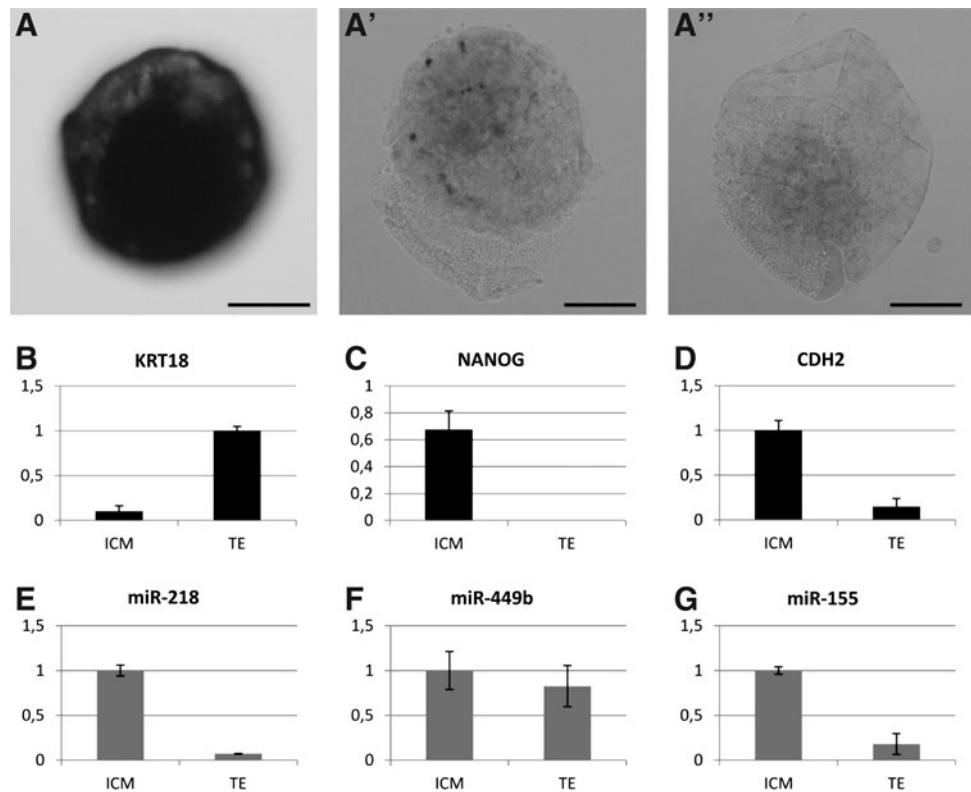 A A' A''
B KRT18
1,5
1
0,5
0
ICM TE
C NANOG
1
0,8
0,6
0,4
0,2
0
ICM TE
D CDH2
1,5
1
0,5
0
ICM TE
E miR-218
1,5
1
0,5
0
ICM TE
F miR-449b
1,5
1
0,5
0
ICM TE
G miR-155
1,5
1
0,5
0
ICM TE